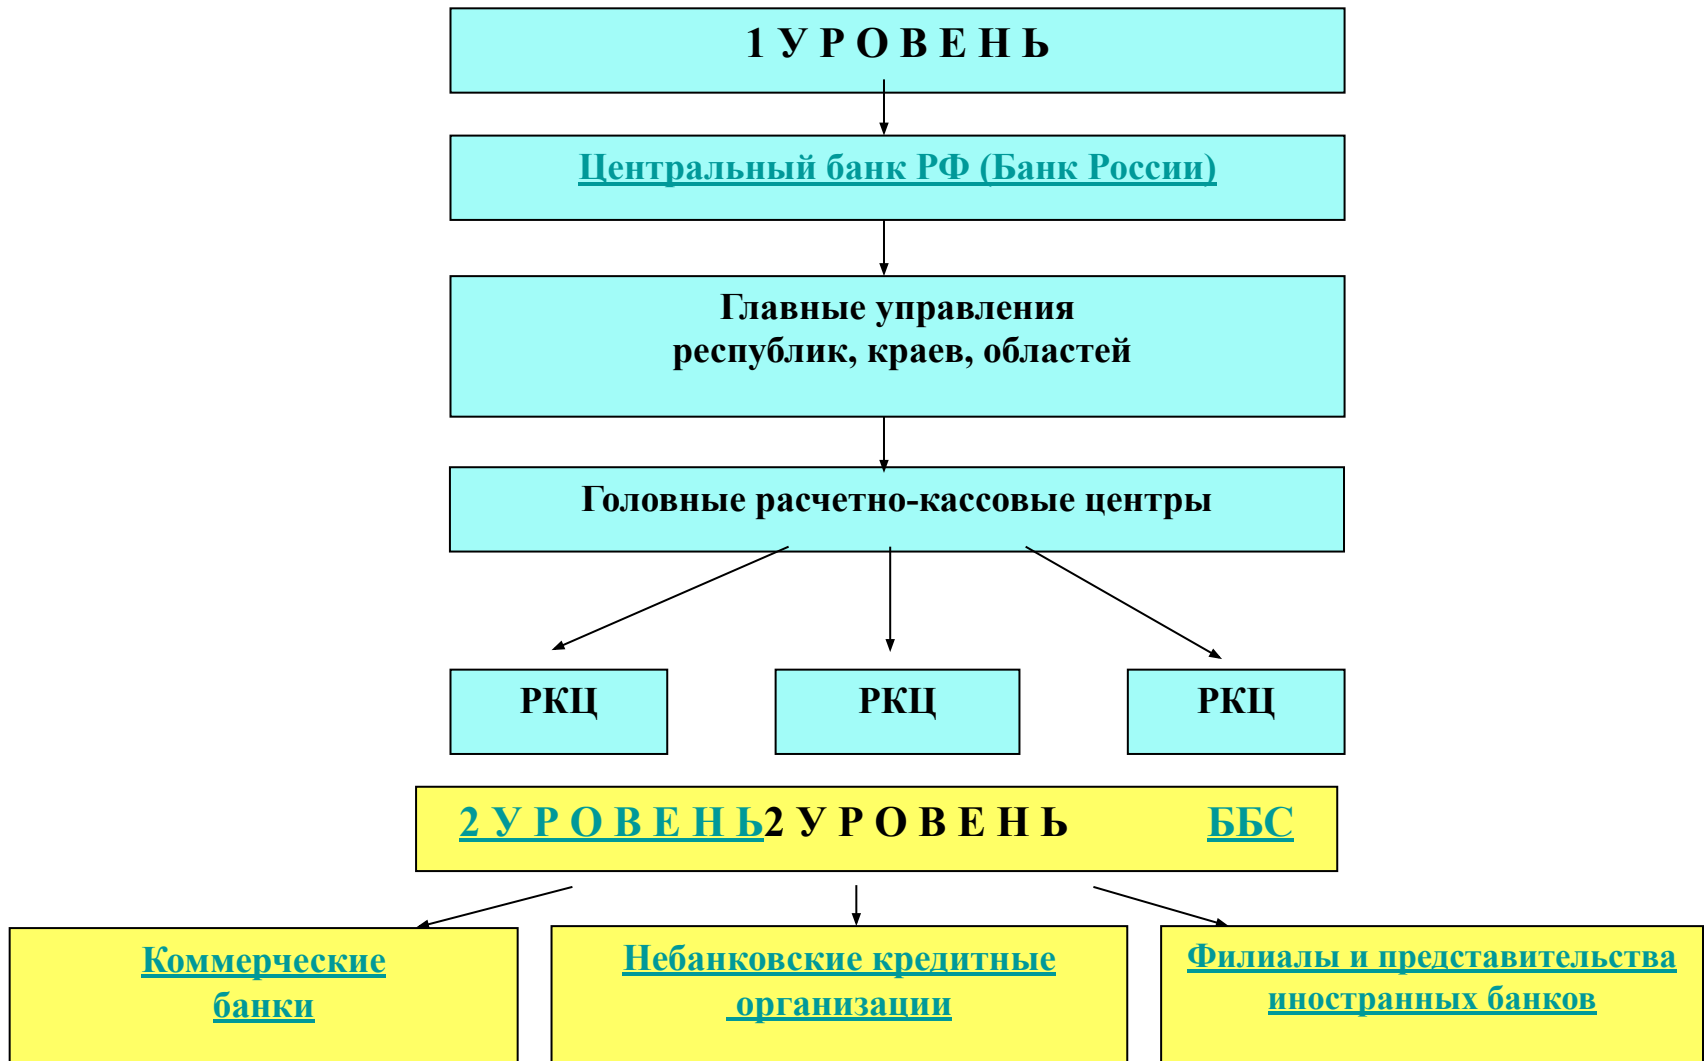 1 У Р О В Е Н Ь
Центральный банк РФ (Банк России)
Главные управления
республик, краев, областей
Головные расчетно-кассовые центры
РКЦ
РКЦ
РКЦ
2 У Р О В Е Н Ь2 У Р О В Е Н Ь ББС
Коммерческие
банки
Небанковские кредитные
организации
Филиалы и представительства
иностранных банков